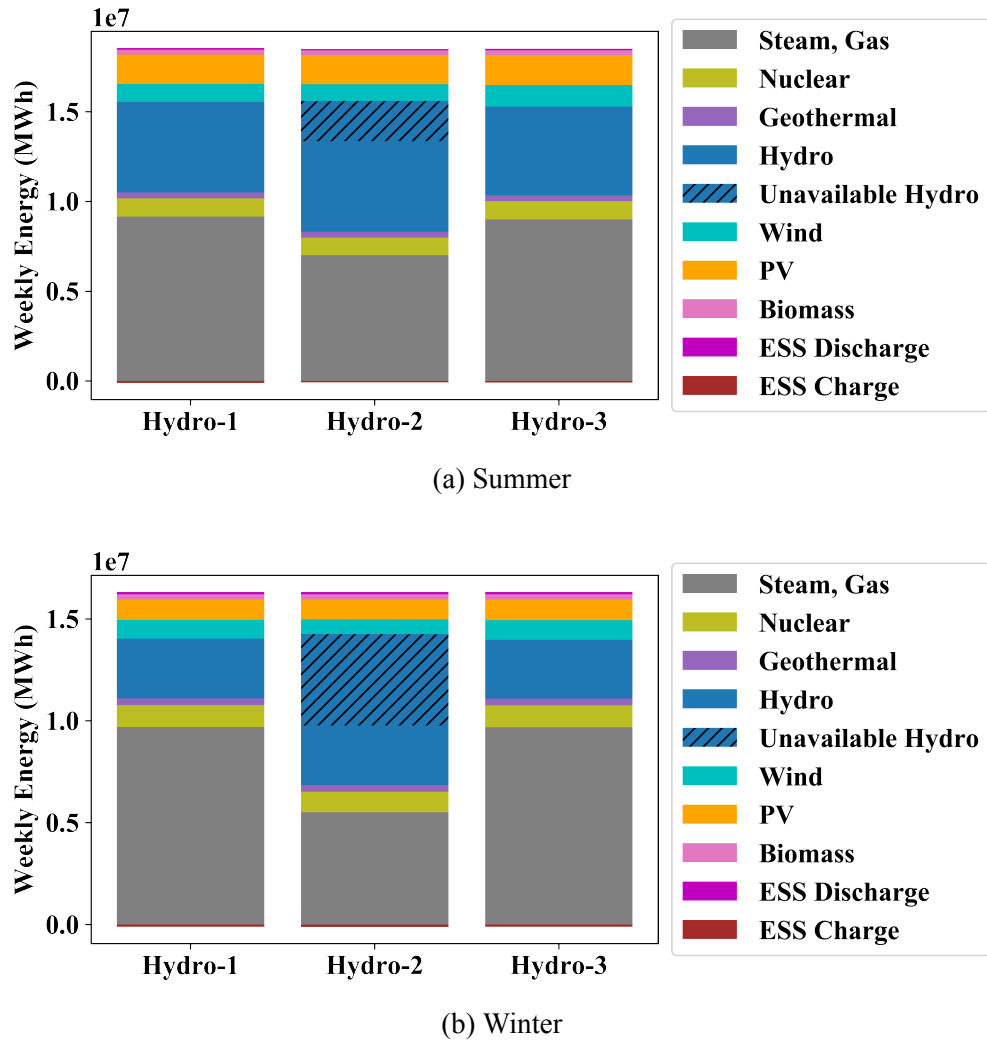 1e7
Weekly Energy (MWh)
1.5
1.0
0.5
0.0
Hydro-1
Hydro-2
Hydro-3
Steam, Gas
Nuclear
Geothermal
Hydro
Unavailable Hydro
Wind
PV
Biomass
ESS Discharge
ESS Charge
(a) Summer
1e7
Weekly Energy (MWh)
1.5
1.0
0.5
0.0
Hydro-1
Hydro-2
Hydro-3
Steam, Gas
Nuclear
Geothermal
Hydro
Unavailable Hydro
Wind
PV
Biomass
ESS Discharge
ESS Charge
(b) Winter